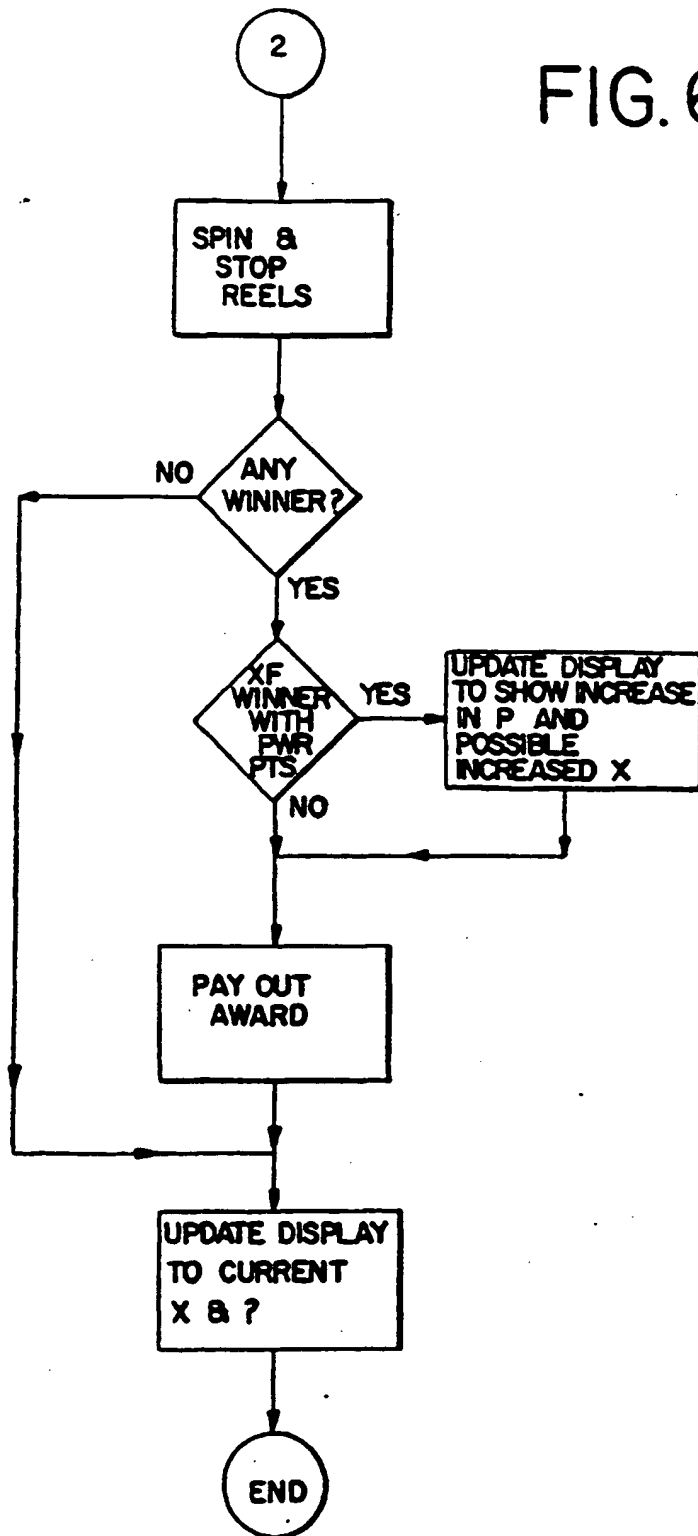 2
FIG. 6
SPIN &
STOP
REELS
NO
ANY
WINNER?
YES
XF
WINNER
WITH
PWR
PTS.
YES
UPDATE DISPLAY
TO SHOW INCREASE
IN P AND
POSSIBLE
INCREASED X
NO
PAY OUT
AWARD
UPDATE DISPLAY
TO CURRENT
X & ?
END